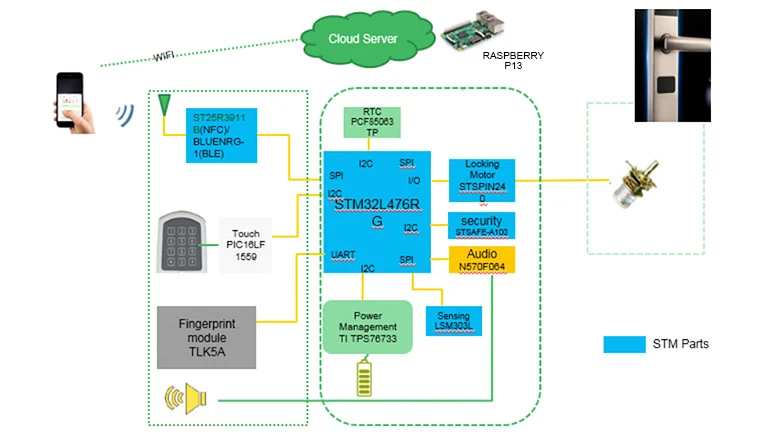 Cloud Server
WIFI
RASPBERRY
P13
ST25R3911
B(NFC)/
BLUENRG-
1(BLE)
RTC
PCF85063
TP
I2C
SPI
SPI
I/O
I2C
STM32L476R
G
I2C
UART
SPI
I2C
Locking
Motor
STSPIN24
0
security
STSAFE-A100
Audio
N570F064
Touch
PIC16LF
1559
Fingerprint
module
TLK5A
Power
Management
TI TPS76733
Sensing
LSM303L
STM Parts